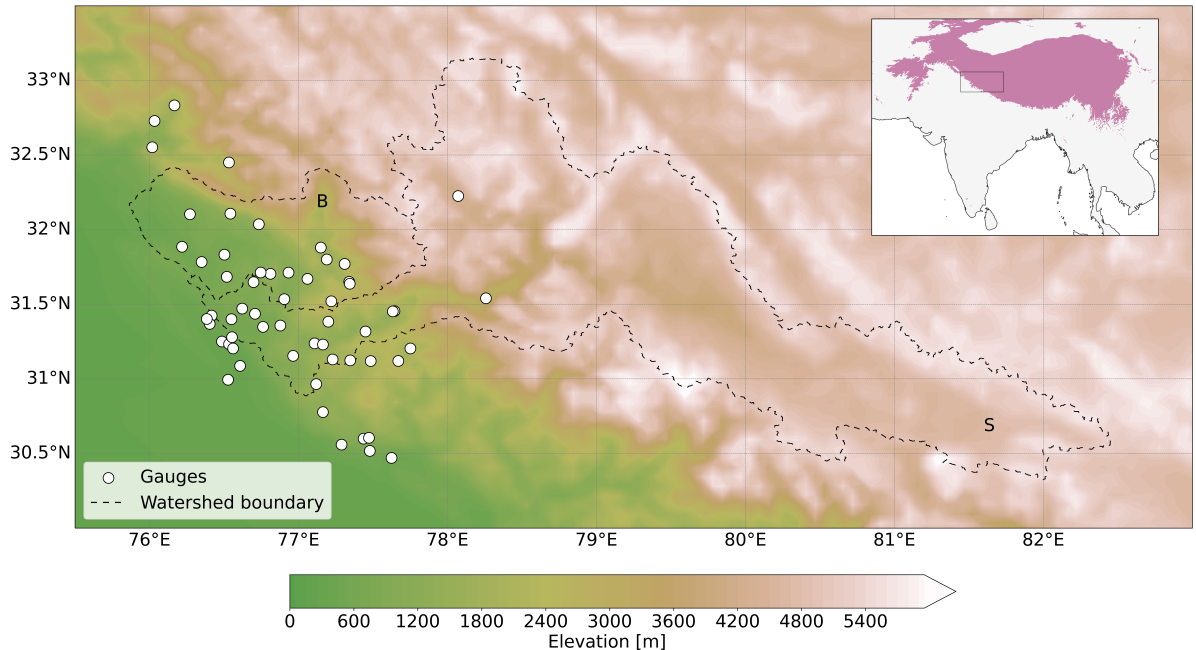 33°N
32.5°N
32°N
31.5°N
31°N
30.5°N
B
S
Gauges
Watershed boundary
76°E 77°E 78°E 79°E 80°E 81°E 82°E
0 600 1200 1800 2400 3000 3600 4200 4800 5400
Elevation [m]